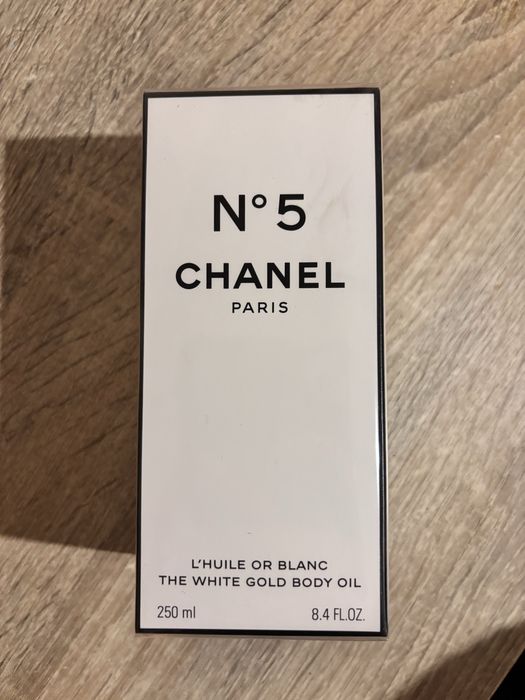 N° 5
CHANEL
PARIS
L'HUILE OR BLANC
THE WHITE GOLD BODY OIL
250 ml 8.4 FL.OZ.